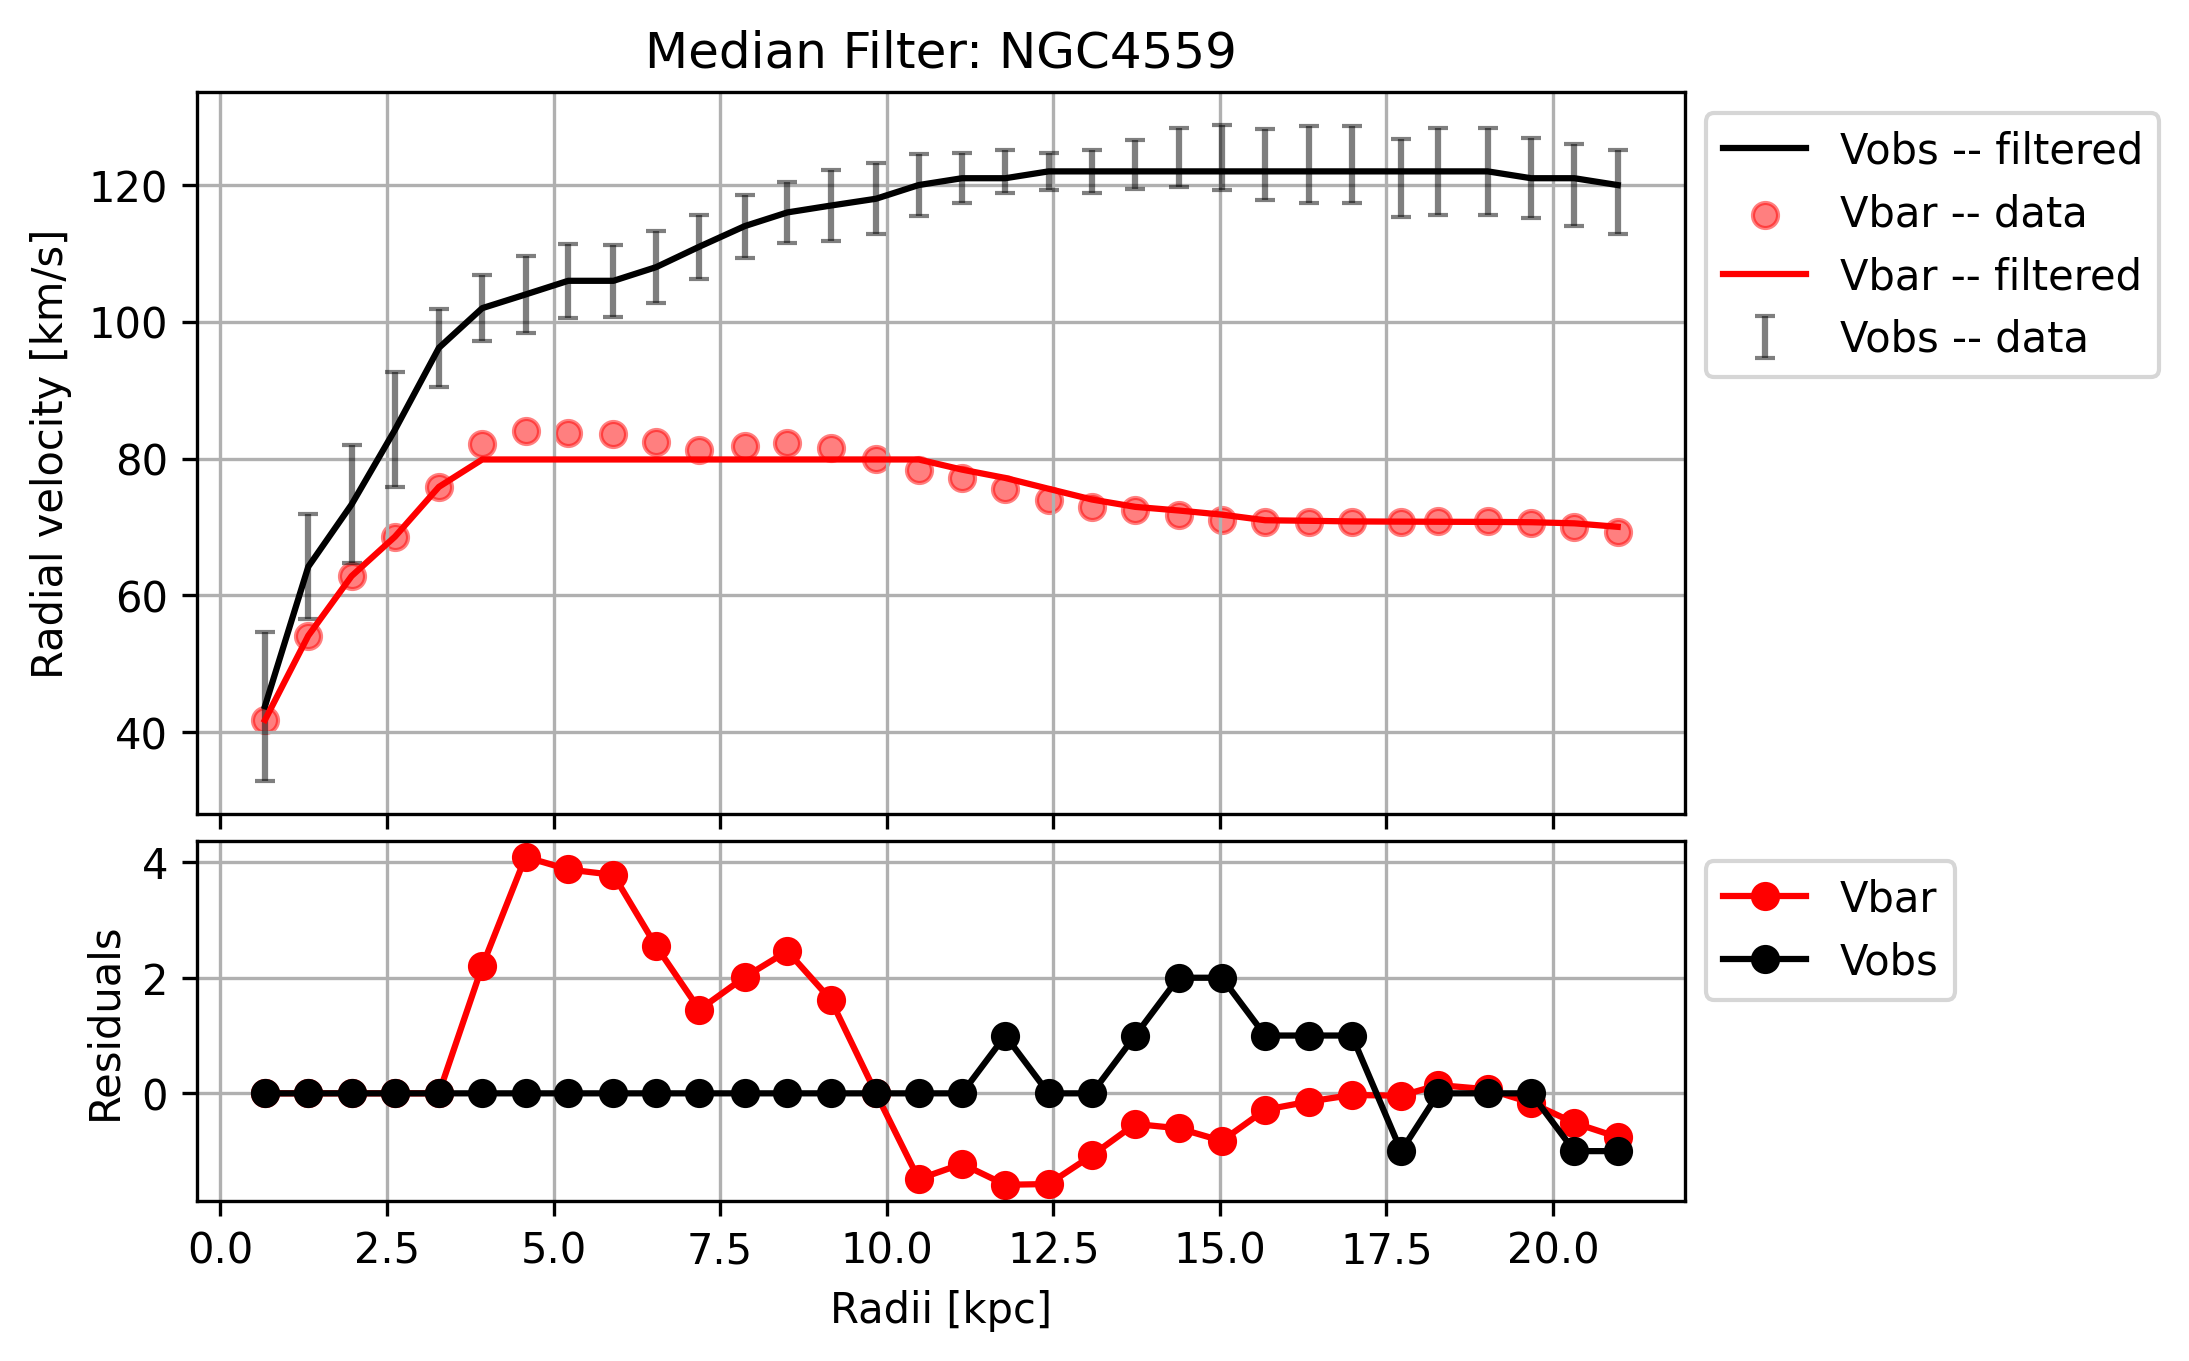 Median Filter: NGC4559
Radial velocity [km/s]
120
100
80
60
40
Vobs -- filtered
Vbar -- data
Vbar -- filtered
Vobs -- data
Residuals
4
2
0
Vbar
Vobs
0.0 2.5 5.0 7.5 10.0 12.5 15.0 17.5 20.0
Radii [kpc]